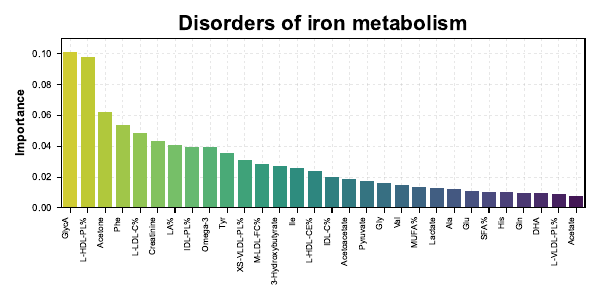 Disorders of iron metabolism
Importance
0.10
0.08
0.06
0.04
0.02
0.00
GlycA
L-HDL-PL%
Acetone
Phe
L-LDL-C%
Creatinine
LA%
IDL-PL%
Omega-3
Tyr
XS-VLDL-PL%
M-LDL-FC%
3-Hydroxybutyrate
Ile
L-HDL-CE%
IDL-C%
Acetoacetate
Pyruvate
Gly
Val
MUFA%
Lactate
Ala
Glu
SFA%
His
Gln
DHA
L-VLDL-PL%
Acetate